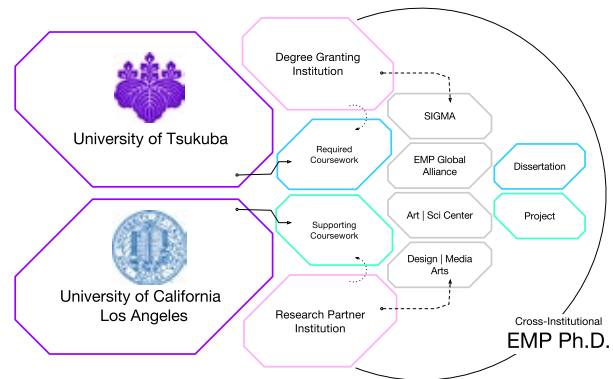 University of Tsukuba
University of California
Los Angeles
Degree Granting
Institution
Required
Coursework
Supporting
Coursework
Research Partner
Institution
SIGMA
EMP Global
Alliance
Art | Sci Center
Design | Media
Arts
Dissertation
Project
Cross-Institutional
EMP Ph.D.